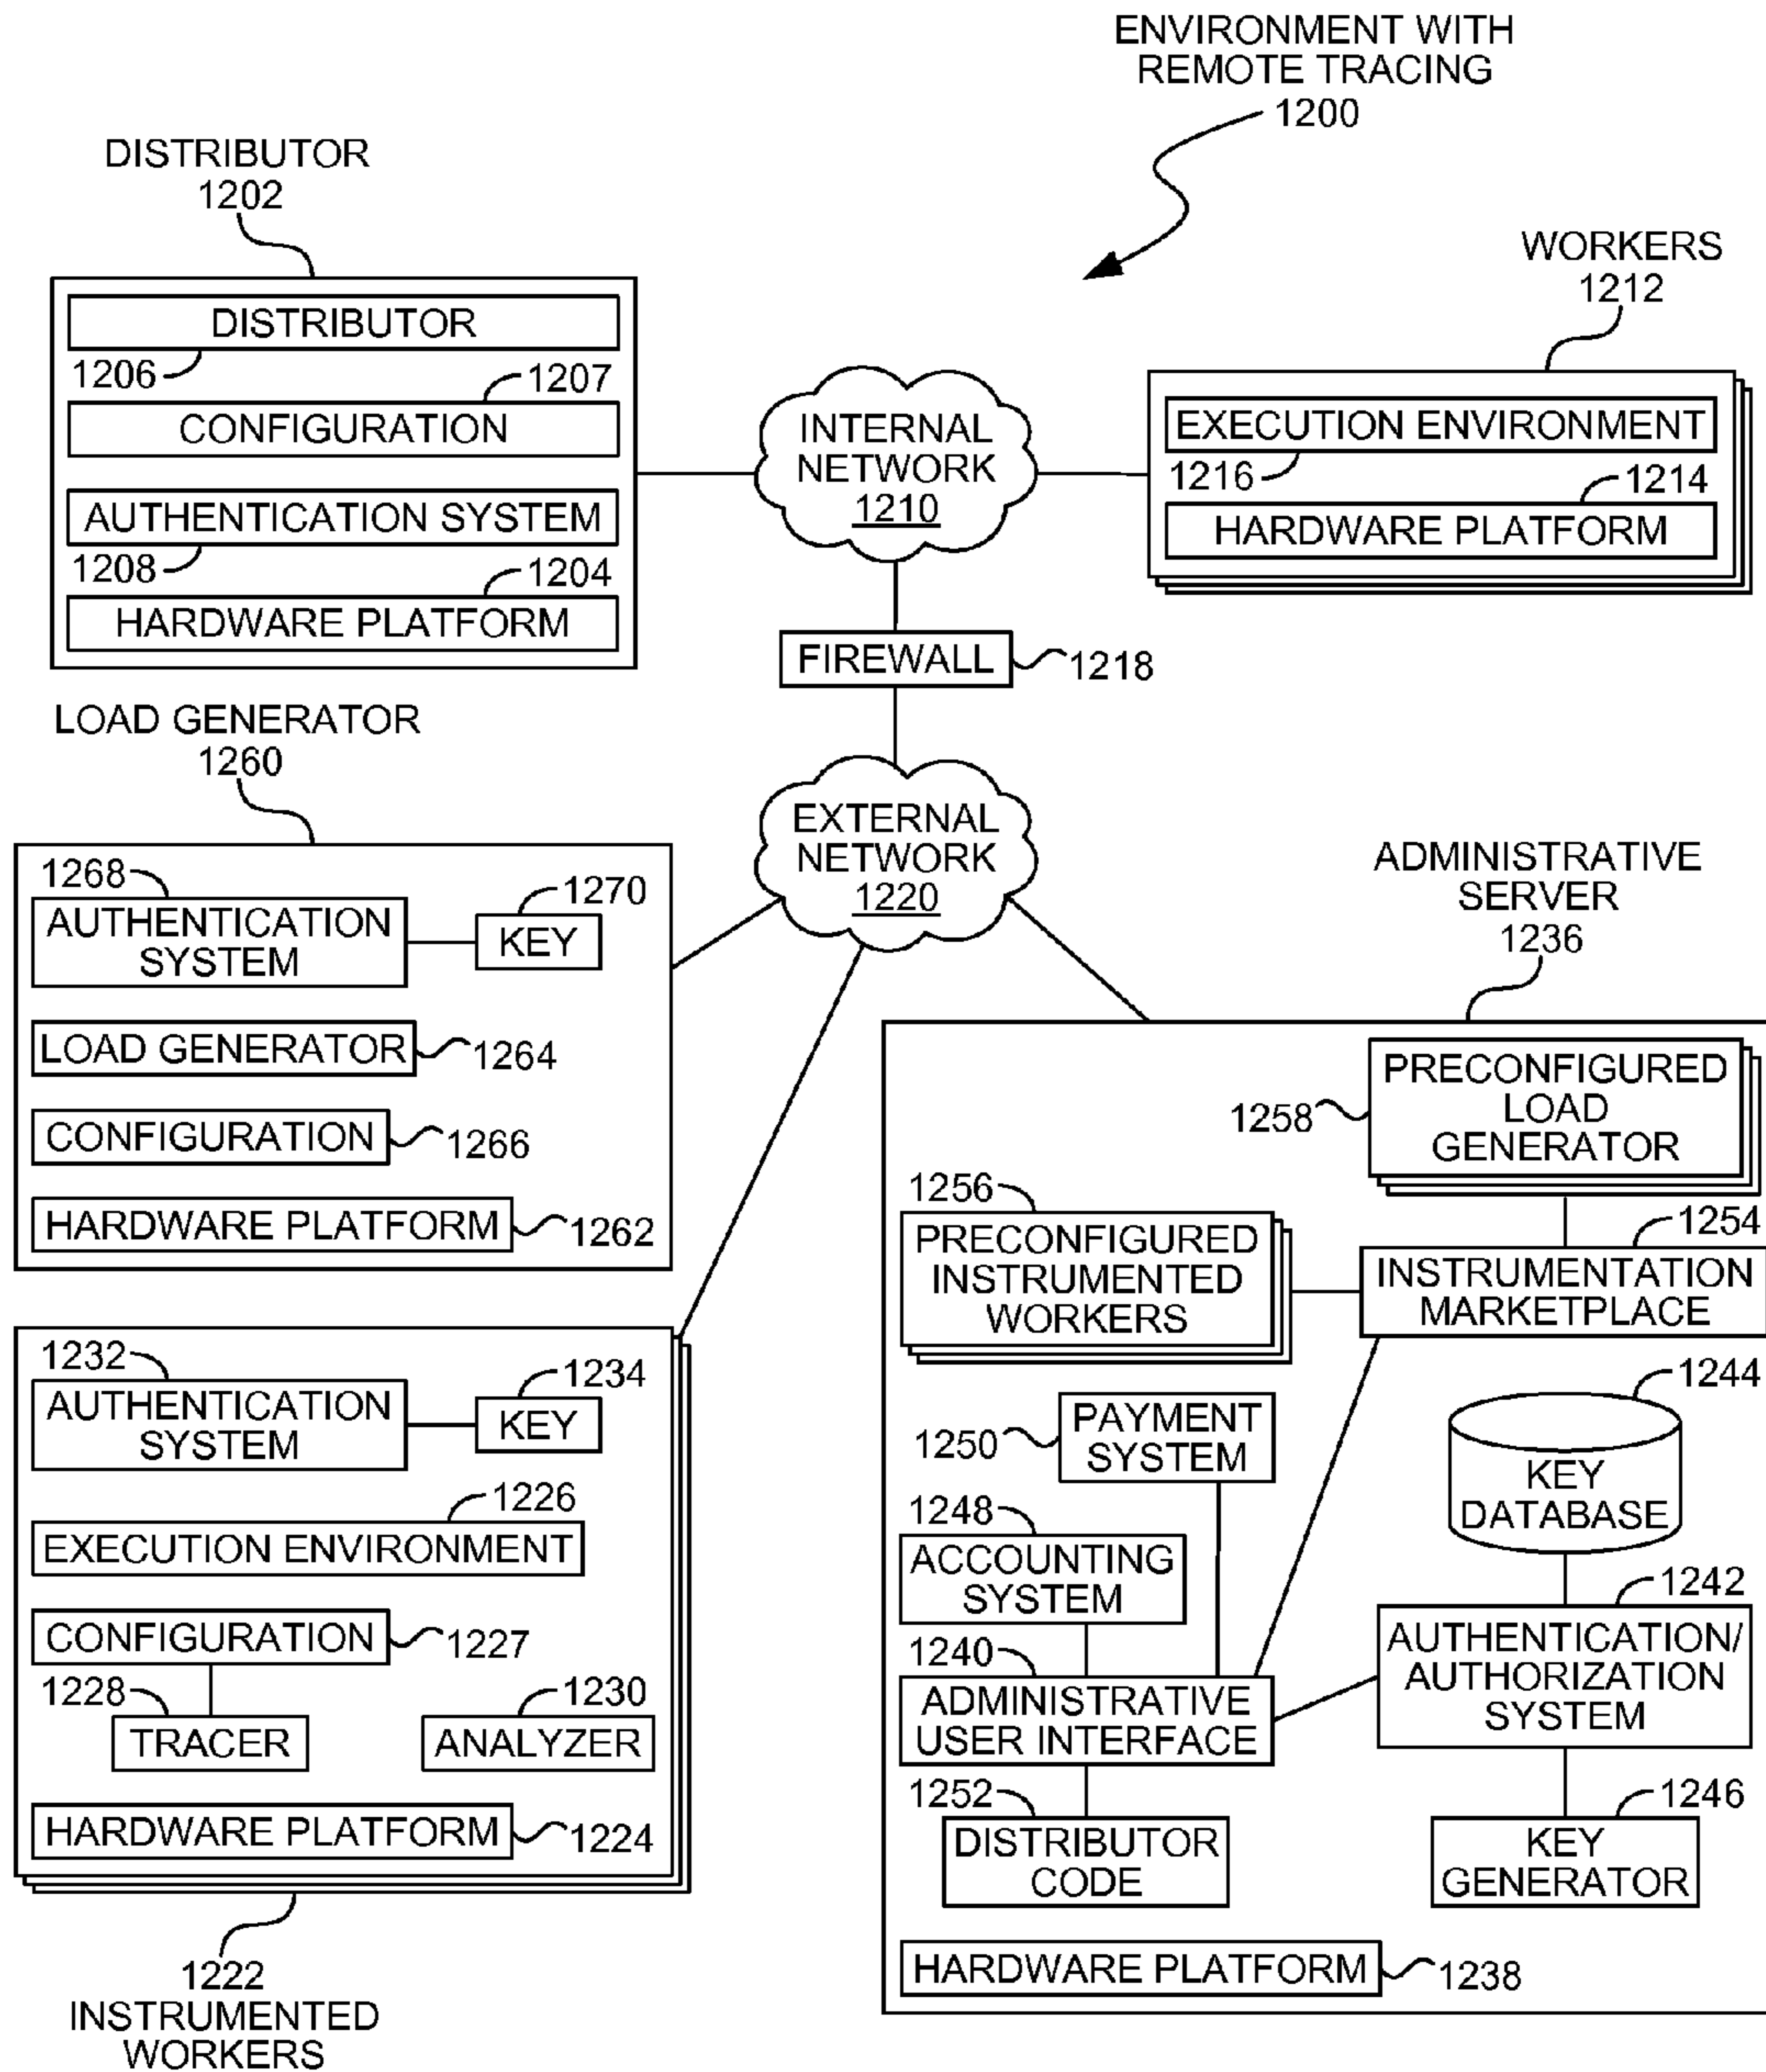 ENVIRONMENT WITH
REMOTE TRACING
1200
DISTRIBUTOR
1202
DISTRIBUTOR
1206
1207
CONFIGURATION
AUTHENTICATION SYSTEM
1208
1204
HARDWARE PLATFORM
INTERNAL
NETWORK
1210
WORKERS
1212
EXECUTION ENVIRONMENT
1216
1214
HARDWARE PLATFORM
FIREWALL
1218
LOAD GENERATOR
1260
1268
AUTHENTICATION
SYSTEM
1270
KEY
LOAD GENERATOR
1264
CONFIGURATION
1266
HARDWARE PLATFORM
1262
EXTERNAL
NETWORK
1220
ADMINISTRATIVE
SERVER
1236
PRECONFIGURED
LOAD
GENERATOR
1258
1256
PRECONFIGURED
INSTRUMENTED
WORKERS
1254
INSTRUMENTATION
MARKETPLACE
1250
PAYMENT
SYSTEM
1244
KEY
DATABASE
1248
ACCOUNTING
SYSTEM
1242
AUTHENTICATION/
AUTHORIZATION
SYSTEM
1240
ADMINISTRATIVE
USER INTERFACE
1252
DISTRIBUTOR
CODE
1246
KEY
GENERATOR
HARDWARE PLATFORM
1238
1232
AUTHENTICATION
SYSTEM
1234
KEY
1226
EXECUTION ENVIRONMENT
CONFIGURATION
1227
1228
TRACER
1230
ANALYZER
HARDWARE PLATFORM
1224
1222
INSTRUMENTED
WORKERS